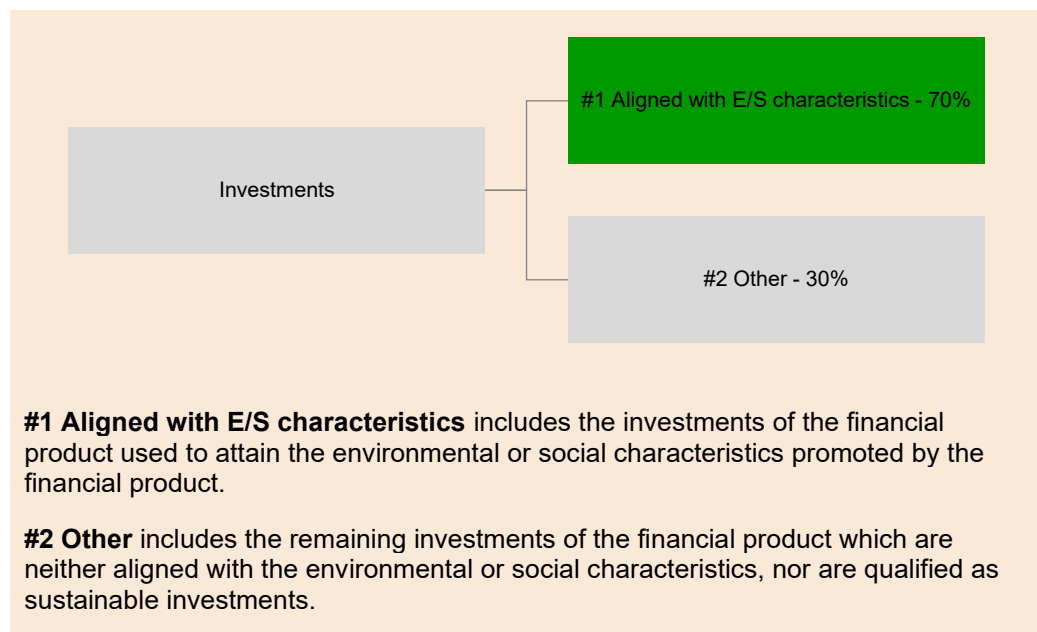 #1 Aligned with E/S characteristics - 70%
Investments
#2 Other - 30%
#1 Aligned with E/S characteristics includes the investments of the financial
product used to attain the environmental or social characteristics promoted by the
financial product.
#2 Other includes the remaining investments of the financial product which are
neither aligned with the environmental or social characteristics, nor are qualified as
sustainable investments.